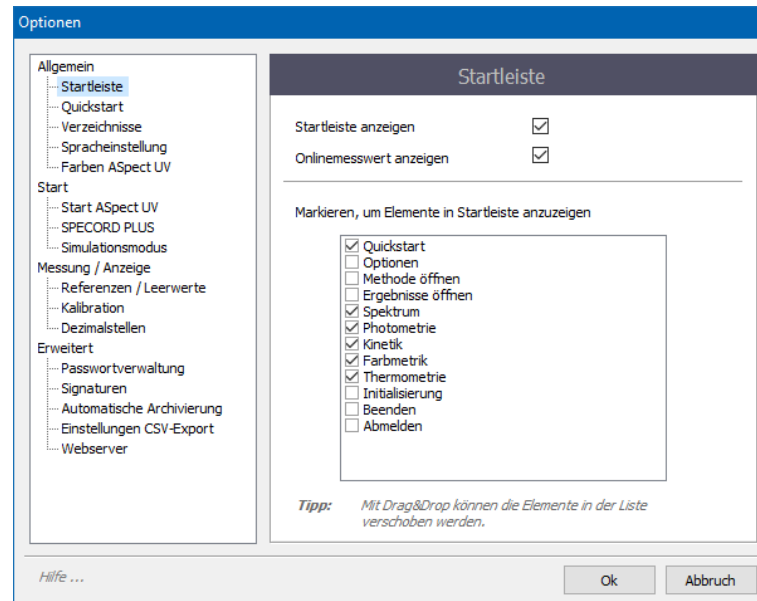 Optionen
Allgemein
Startleiste
Quickstart
Verzeichnisse
Spracheinstellung
Farben ASpect UV
Start
Start ASpect UV
SPECORD PLUS
Simulationsmodus
Messung / Anzeige
Referenzen / Leerwerte
Kalibration
Dezimalstellen
Erweitert
Passwortverwaltung
Signaturen
Automatische Archivierung
Einstellungen CSV-Export
Webserver
Startleiste
Startleiste anzeigen
Onlinemesswert anzeigen
Markieren, um Elemente in Startleiste anzuzeigen
Quickstart
Optionen
Methode öffnen
Ergebnisse öffnen
Spektrum
Photometrie
Kinetik
Farbmetrik
Thermometrie
Initialisierung
Beenden
Abmelden
Tipp: Mit Drag&Drop können die Elemente in der Liste
verschoben werden.
Hilfe ...
Ok
Abbruch